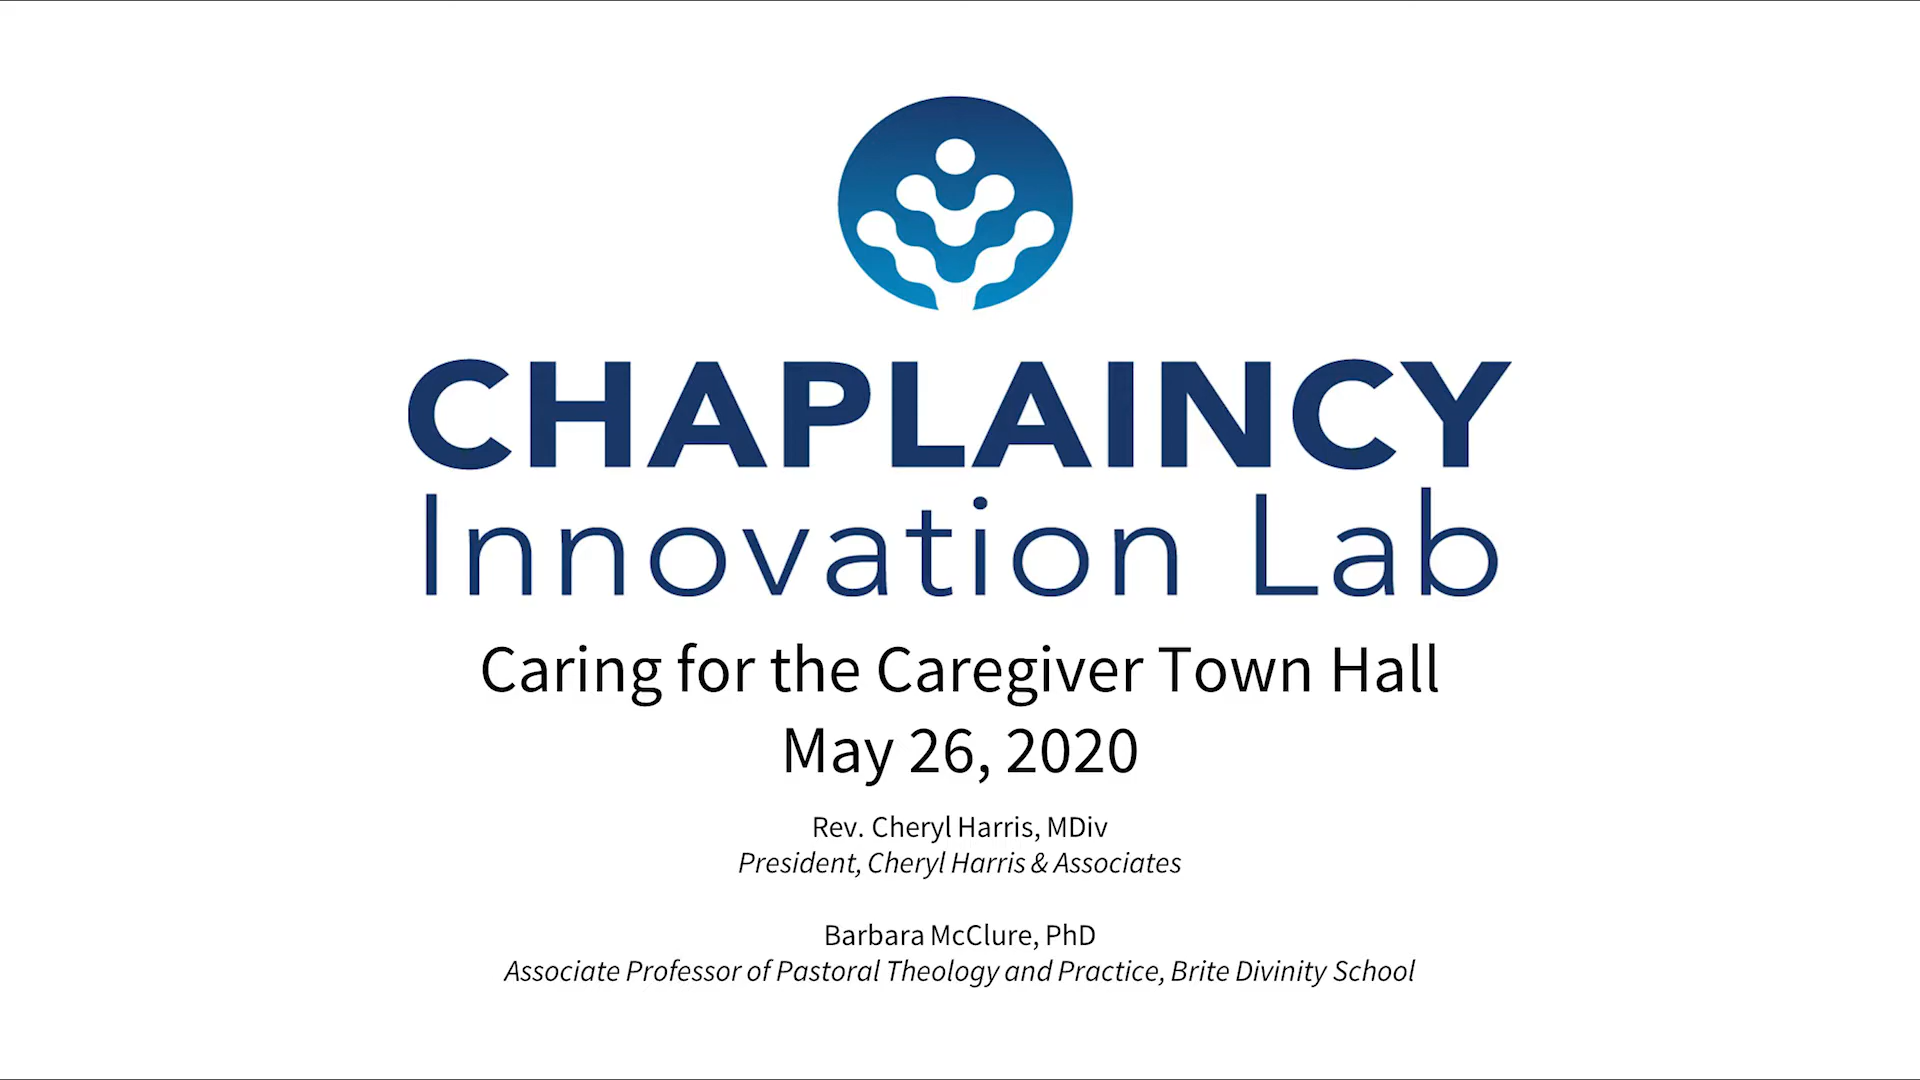 CHAPLAINCY
Innovation Lab
Caring for the Caregiver Town Hall
May 26, 2020
Rev. Cheryl Harris, MDiv
President, Cheryl Harris & Associates
Barbara McClure, PhD
Associate Professor of Pastoral Theology and Practice, Brite Divinity School